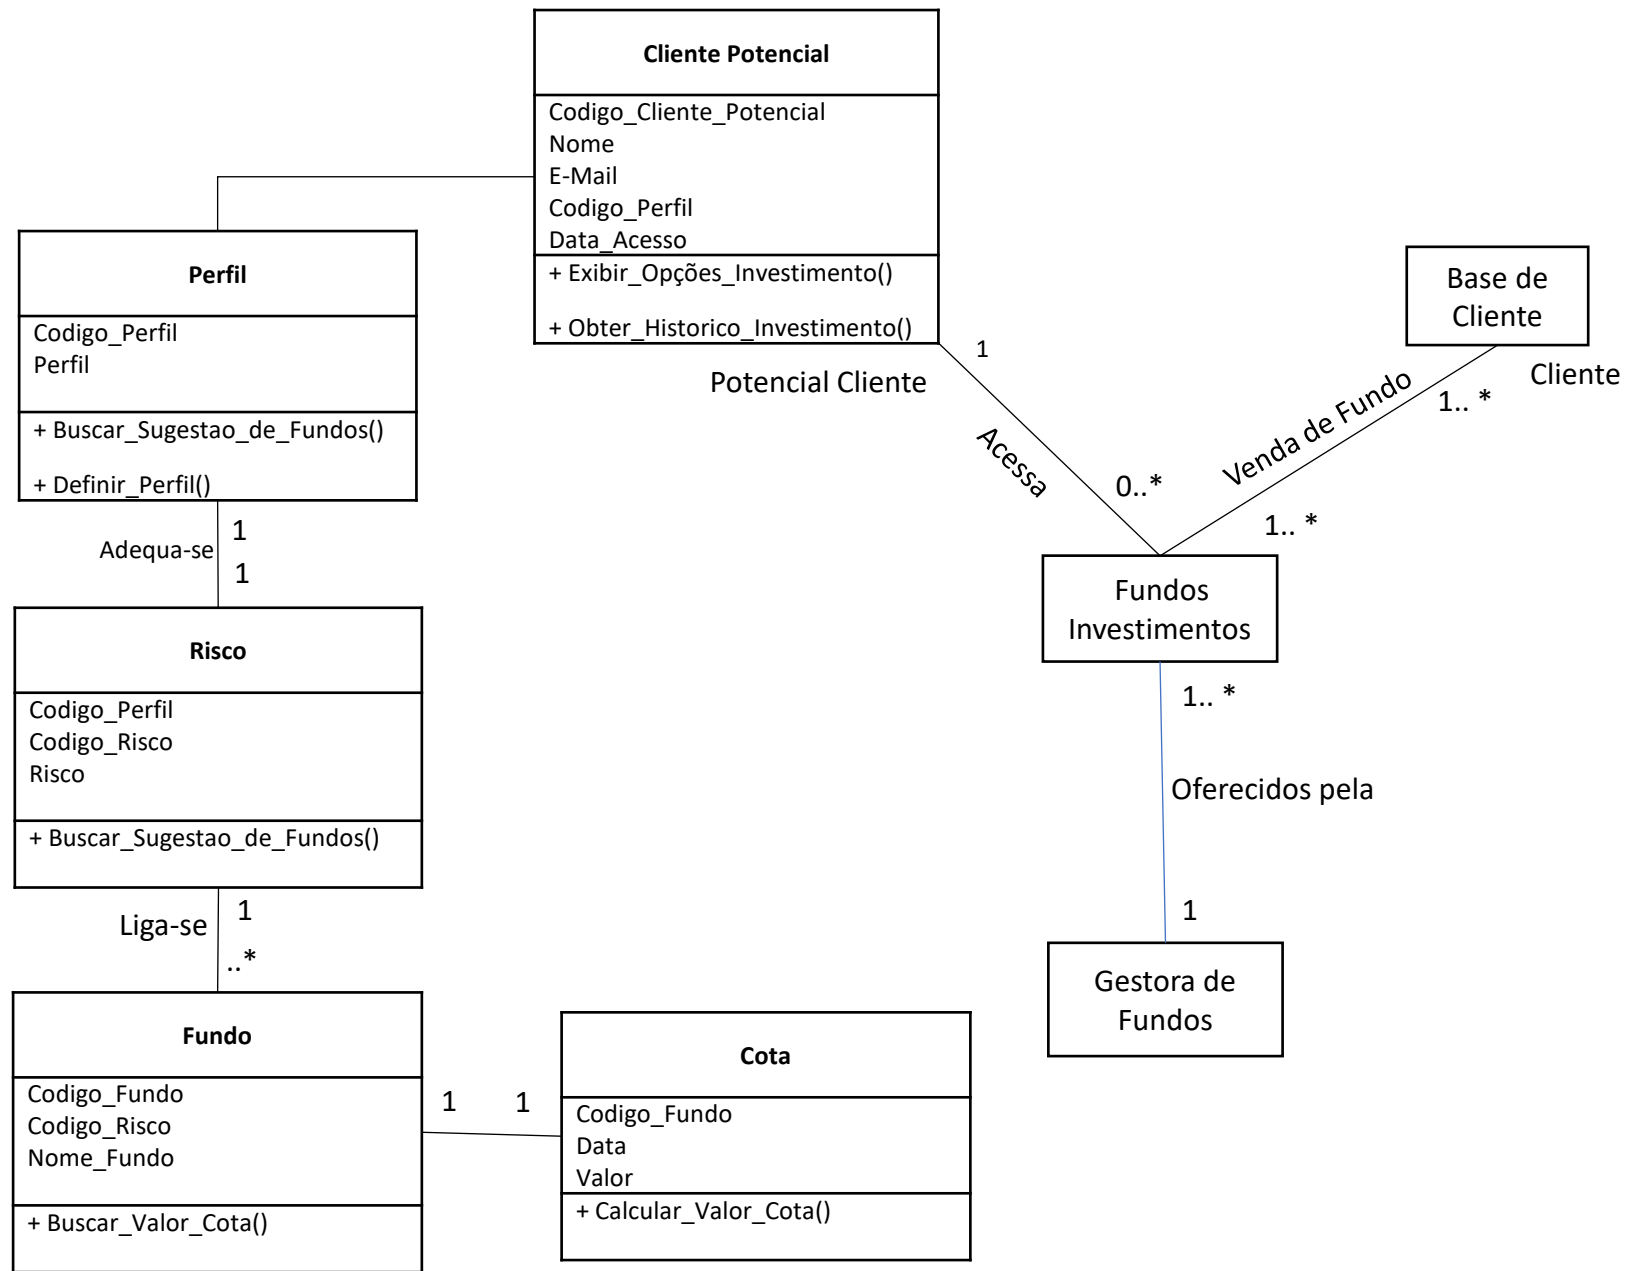 Cliente Potencial
Codigo_Cliente_Potencial
Nome
E-Mail
Codigo_Perfil
Data_Acesso
+ Exibir_Opções_Investimento()
+ Obter_Historico_Investimento()
Perfil
Codigo_Perfil
Perfil
+ Buscar_Sugestao_de_Fundos()
+ Definir_Perfil()
1
Adequa-se
1
Risco
Codigo_Perfil
Codigo_Risco
Risco
+ Buscar_Sugestao_de_Fundos()
1
Liga-se
..*
Fundo
Codigo_Fundo
Codigo_Risco
Nome_Fundo
+ Buscar_Valor_Cota()
1
1
Cota
Codigo_Fundo
Data
Valor
+ Calcular_Valor_Cota()
1
Potencial Cliente
Acessa
0..*
Base de
Cliente
Cliente
1.. *
Venda de Fundo
1.. *
Fundos
Investimentos
1.. *
Oferecidos pela
1
Gestora de
Fundos